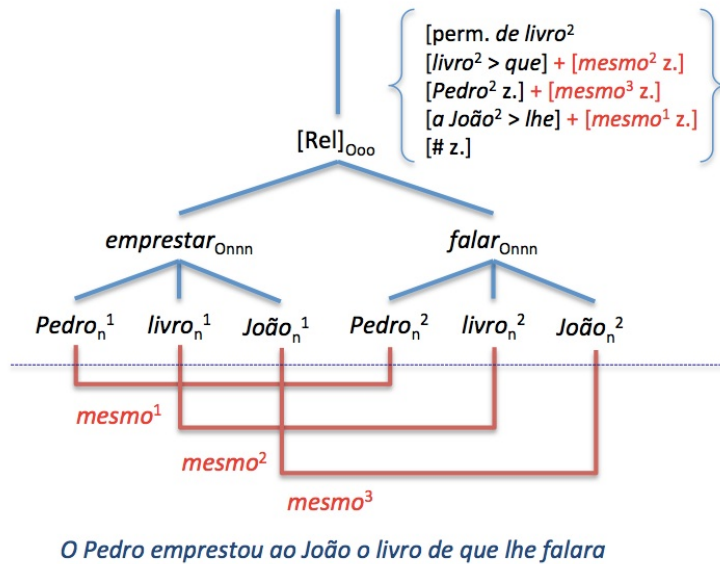 [perm. de livro²
[livro² > que] + [mesmo² z.]
[Pedro² z.] + [mesmo³ z.]
[a João² > lhe] + [mesmo¹ z.]
[# z.]
[Rel]Ooo
emprestarOnnn falarOnnn
Pedroₙ¹ livroₙ¹ Joãoₙ¹ Pedroₙ² livroₙ² Joãoₙ²
mesmo¹
mesmo²
mesmo³
O Pedro emprestou ao João o livro de que lhe falara